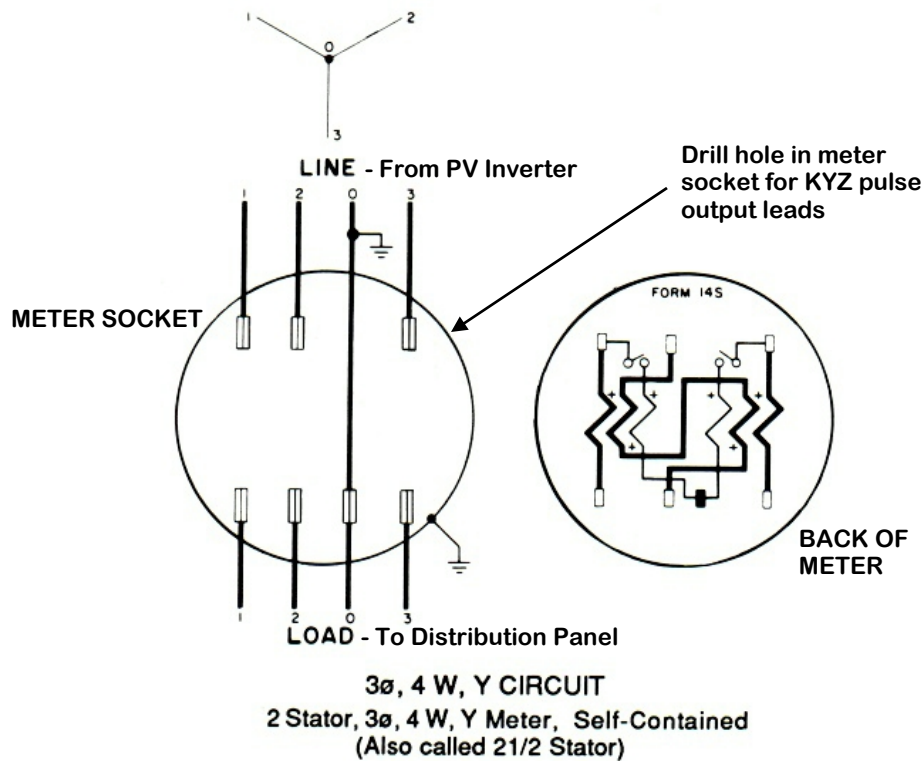 1 2
0
3
LINE - From PV Inverter
1 2 0 3
Drill hole in meter
socket for KYZ pulse
output leads
METER SOCKET
FORM 14S
+ + + +
+ +
BACK OF
METER
1 2 0 3
LOAD - To Distribution Panel
3ø, 4 W, Y CIRCUIT
2 Stator, 3ø, 4 W, Y Meter, Self-Contained
(Also called 21/2 Stator)